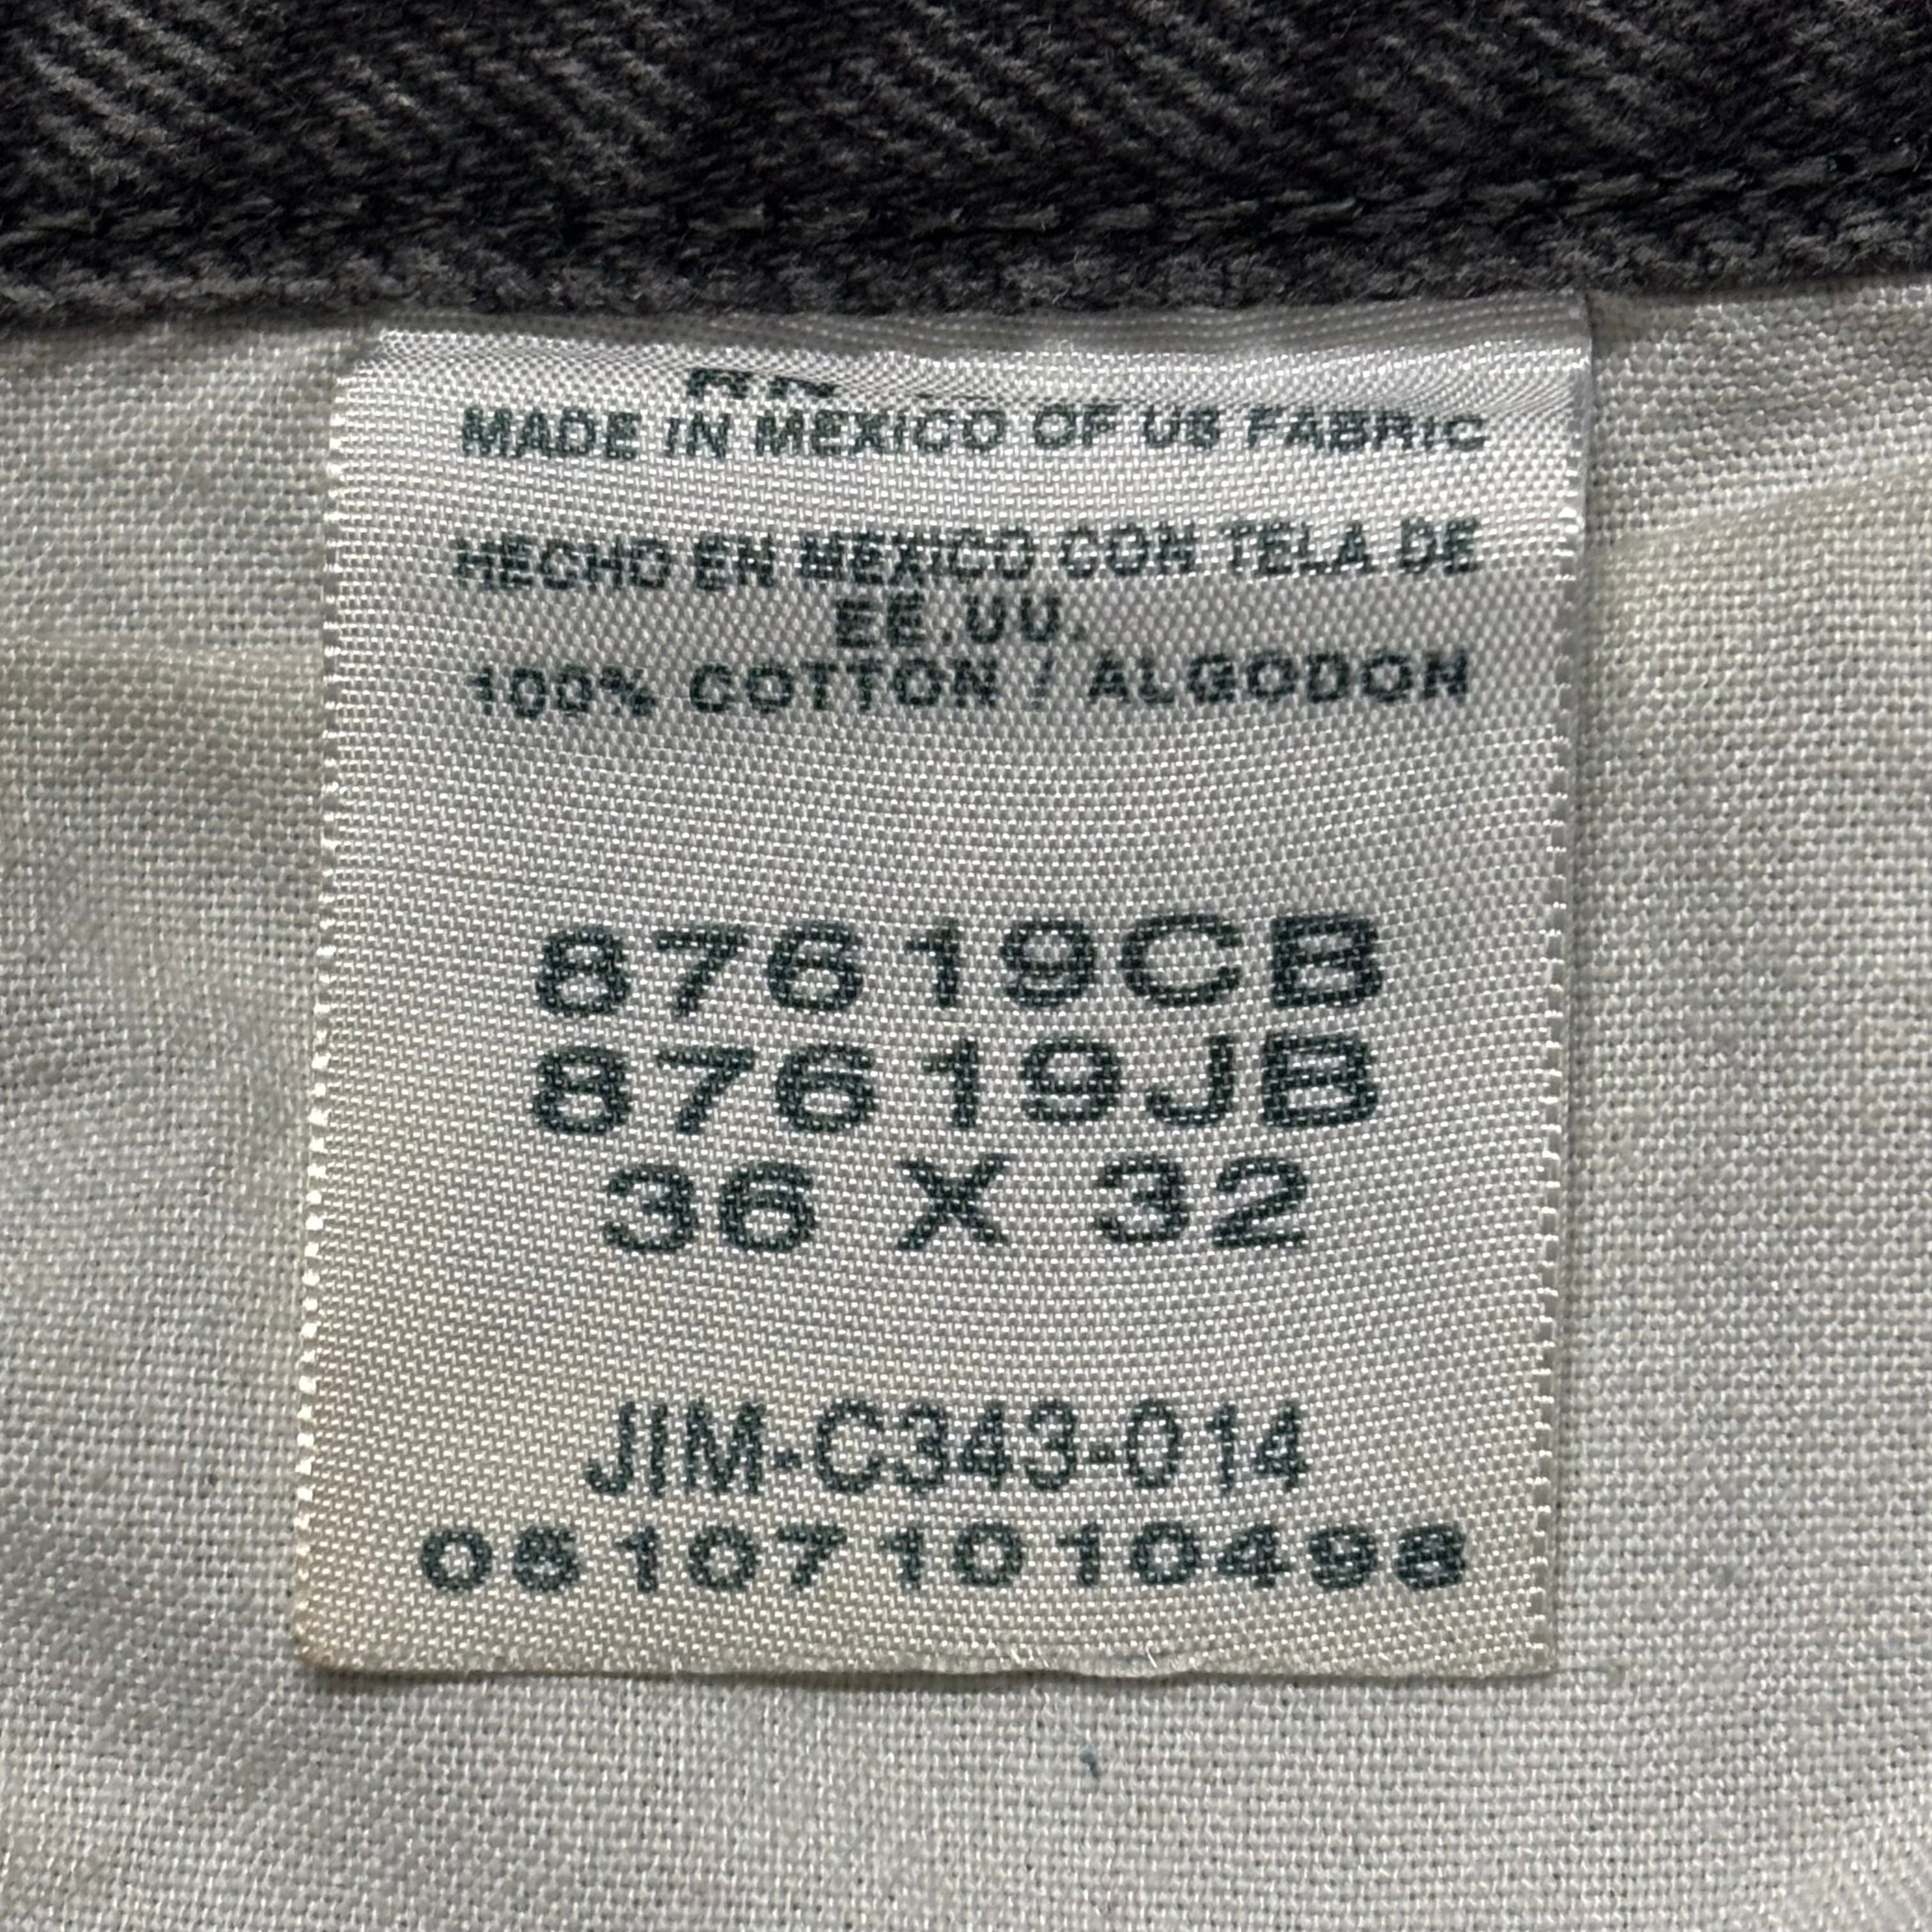 MADE IN MEXICO OF US FABRIC
HECHO EN MEXICO CON TELA DE
EE.UU.
100% COTTON / ALGODON
87619CB
87619JB
36 X 32
JIM-C343-014
081071010498